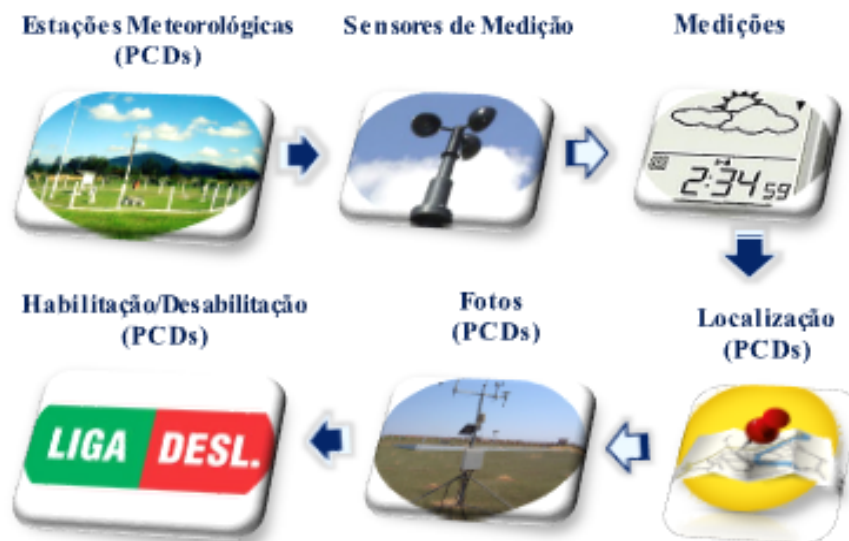 Estações Meteorológicas
(PCDs)
Sensores de Medição
Medições
2:34 59
Habilitação/Desabilitação
(PCDs)
Fotos
(PCDs)
Localização
(PCDs)
LIGA DESL.